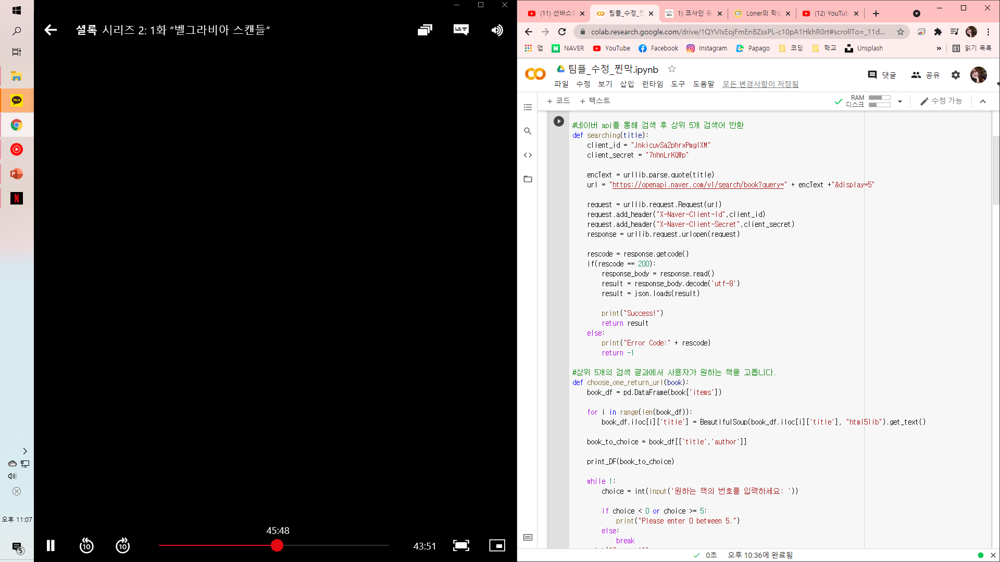 셜록 시리즈 2: 1화 “벨그라비아 스캔들”
45:48
43:51
10
10
TALK
P
N
오후 11:07
5
(11) 선바스트
팀플_수정_찐
1) 코사인 유
Loner의 학습
(12) YouTub
colab.research.google.com/drive/1QYVIxEojFmEnBZssPL-c10pA1HkhR0rt#scrollTo=_11d...
앱
NAVER
YouTube
Facebook
Instagram
Papago
코딩
학교
Unsplash
»
읽기 목록
팀플_수정_찐막.ipynb
댓글
공유
파일 수정 보기 삽입 런타임 도구 도움말 모든 변경사항이 저장됨
+ 코드 + 텍스트
RAM
디스크
수정 가능
#네이버 api를 통해 검색 후 상위 5개 검색어 반환
def searching(title):
client_id = "JnkicuvSa2phrxPmglXM"
client_secret = "7nhnLrKQWp"
encText = urllib.parse.quote(title)
url = "https://openapi.naver.com/v1/search/book?query=" + encText +"&display=5"
request = urllib.request.Request(url)
request.add_header("X-Naver-Client-Id",client_id)
request.add_header("X-Naver-Client-Secret",client_secret)
response = urllib.request.urlopen(request)
rescode = response.getcode()
if(rescode == 200):
response_body = response.read()
result = response_body.decode('utf-8')
result = json.loads(result)
print("Success!")
return result
else:
print("Error Code:" + rescode)
return -1
#상위 5개의 검색 결과에서 사용자가 원하는 책을 고릅니다.
def choose_one_return_url(book):
book_df = pd.DataFrame(book['items'])
for i in range(len(book_df)):
book_df.iloc[i]['title'] = BeautifulSoup(book_df.iloc[i]['title'], "html5lib").get_text()
book_to_choice = book_df[['title','author']]
print_DF(book_to_choice)
while 1:
choice = int(input('원하는 책의 번호를 입력하세요: '))
if choice < 0 or choice >= 5:
print("Please enter 0 between 5.")
else:
break
0초 오후 10:36에 완료됨